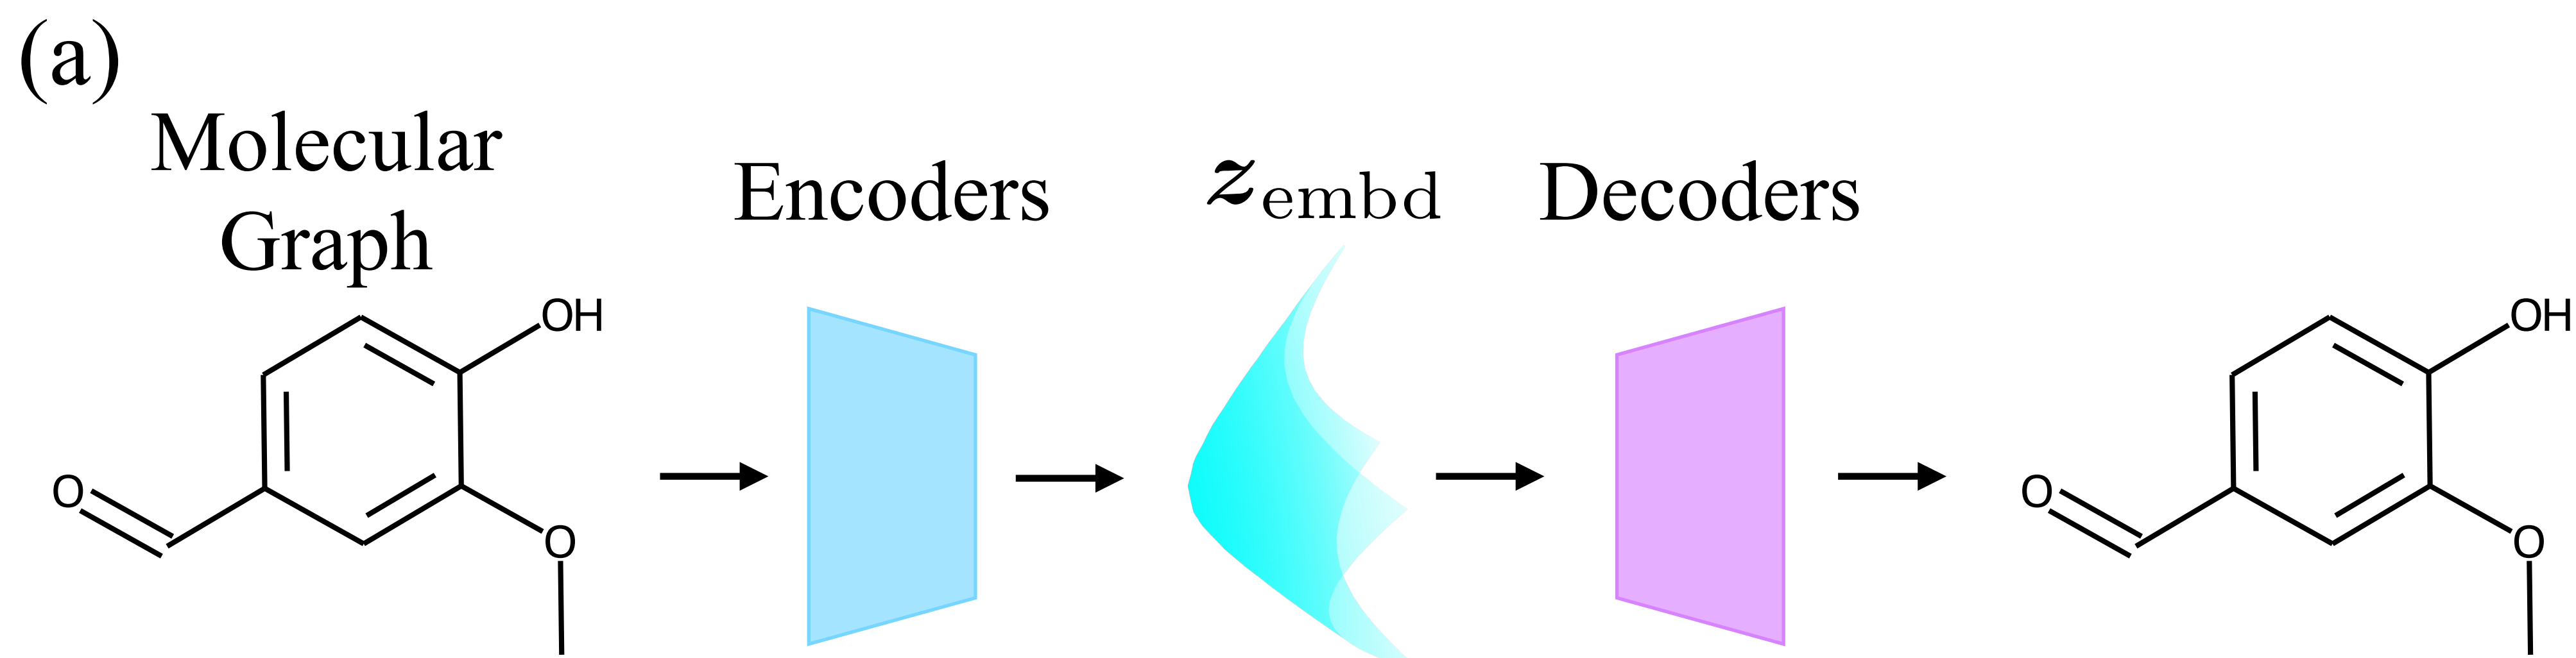 (a)
Molecular
Graph
Encoders
z_embd
Decoders
OH
O
O
OH
O
O